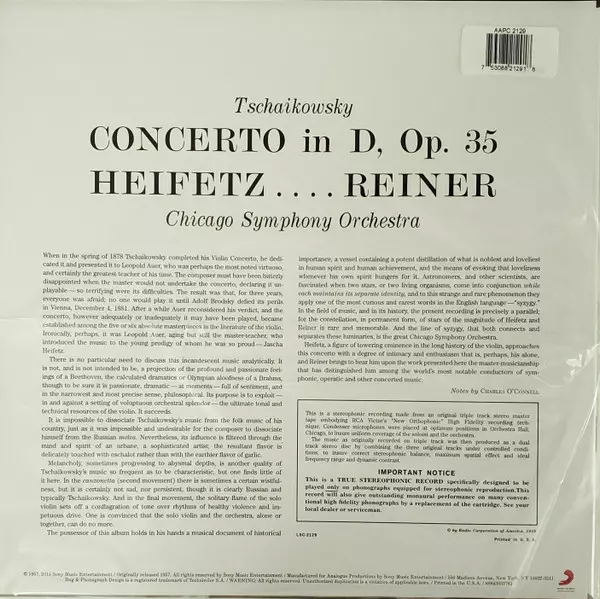 AAPC 2129
7 53088 21291 8
Tschaikowsky
CONCERTO in D, Op. 35
HEIFETZ . . . . REINER
Chicago Symphony Orchestra
When in the spring of 1878 Tschaikowsky completed his Violin Concerto, he dedi-
cated it and presented it to Leopold Auer, who was perhaps the most noted virtuoso,
and certainly the greatest teacher of his time. The composer must have been bitterly
disappointed when the master would not undertake the concerto, declaring it un-
playable — so terrifying were its difficulties. The result was that, for three years,
everyone was afraid; no one would play it until Adolf Brodsky defied its perils
in Vienna, December 4, 1881. After a while Auer reconsidered his verdict, and the
concerto, however adequately or inadequately it may have been played, became
established among the five or six absolute masterpieces in the literature of the violin.
Ironically, perhaps, it was Leopold Auer, aging but still the master-teacher, who
introduced the music to the young prodigy of whom he was so proud — Jascha
Heifetz.
There is no particular need to discuss this incandescent music analytically. It
is not, and is not intended to be, a projection of the profound and passionate feel-
ings of a Beethoven, the calculated dramatics or Olympian aloofness of a Brahms,
though to be sure it is passionate, dramatic — at moments — full of sentiment, and
in the narrowest and most precise sense, philosophical. Its purpose is to exploit —
in and against a setting of voluptuous orchestral splendor — the ultimate tonal and
technical resources of the violin. It succeeds.
It is impossible to dissociate Tschaikowsky's music from the folk music of his
country, just as it was impossible and undesirable for the composer to dissociate
himself from the Russian melos. Nevertheless, its influence is filtered through the
mind and spirit of an urbane, a sophisticated artist; the resultant flavor is
delicately touched with eschalot rather than with the earthier flavor of garlic.
Melancholy, sometimes progressing to abysmal depths, is another quality of
Tschaikowsky's music so frequent as to be characteristic, but one finds little of
it here. In the canzonetta (second movement) there is sometimes a certain wistful-
ness, but it is certainly not sad, nor persistent, though it is clearly Russian and
typically Tschaikowsky. And in the final movement, the solitary flame of the solo
violin sets off a conflagration of tone over rhythms of healthy violence and im-
petuous drive. One is convinced that the solo violin and the orchestra, alone or
together, can do no more.
The possessor of this album holds in his hands a musical document of historical
importance, a vessel containing a potent distillation of what is noblest and loveliest
in human spirit and human achievement, and the means of evoking that loveliness
whenever his own spirit hungers for it. Astronomers, and other scientists, are
fascinated when two stars, or two living organisms, come into conjunction while
each maintains its separate identity, and to this strange and rare phenomenon they
apply one of the most curious and rarest words in the English language — "syzygy."
In the field of music, and in its history, the present recording is precisely a parallel;
for the constellation, in permanent form, of stars of the magnitude of Heifetz and
Reiner is rare and memorable. And the line of syzygy, that both connects and
separates these luminaries, is the great Chicago Symphony Orchestra.
Heifetz, a figure of towering eminence in the long history of the violin, approaches
this concerto with a degree of intimacy and enthusiasm that is, perhaps, his alone,
and Reiner brings to hear him upon the work presented here the master-musicianship
that has distinguished him among the world's most notable conductors of sym-
phonic, operatic and other concerted music.
Notes by CHARLES O'CONNELL
This is a stereophonic recording made from an original triple track stereo master
tape embodying RCA Victor's "New Orthophonic" High Fidelity recording tech-
nique. Condenser microphones were placed at optimum positions in Orchestra Hall,
Chicago, to insure uniform coverage of the soloist and the orchestra.
The music as originally recorded on triple track was then produced as a dual
track stereo disc by combining the three original tracks under controlled condi-
tions, to insure correct stereophonic balance, maximum spatial effect and ideal
frequency range and dynamic contrast.
IMPORTANT NOTICE
This is a TRUE STEREOPHONIC RECORD specifically designed to be
played only on phonographs equipped for stereophonic reproduction. This
record will also give outstanding monaural performance on many conven-
tional high fidelity phonographs by a replacement of the cartridge. See your
local dealer or serviceman.
LSC-2129
© by Radio Corporation of America, 1958
Printed in U. S. A.